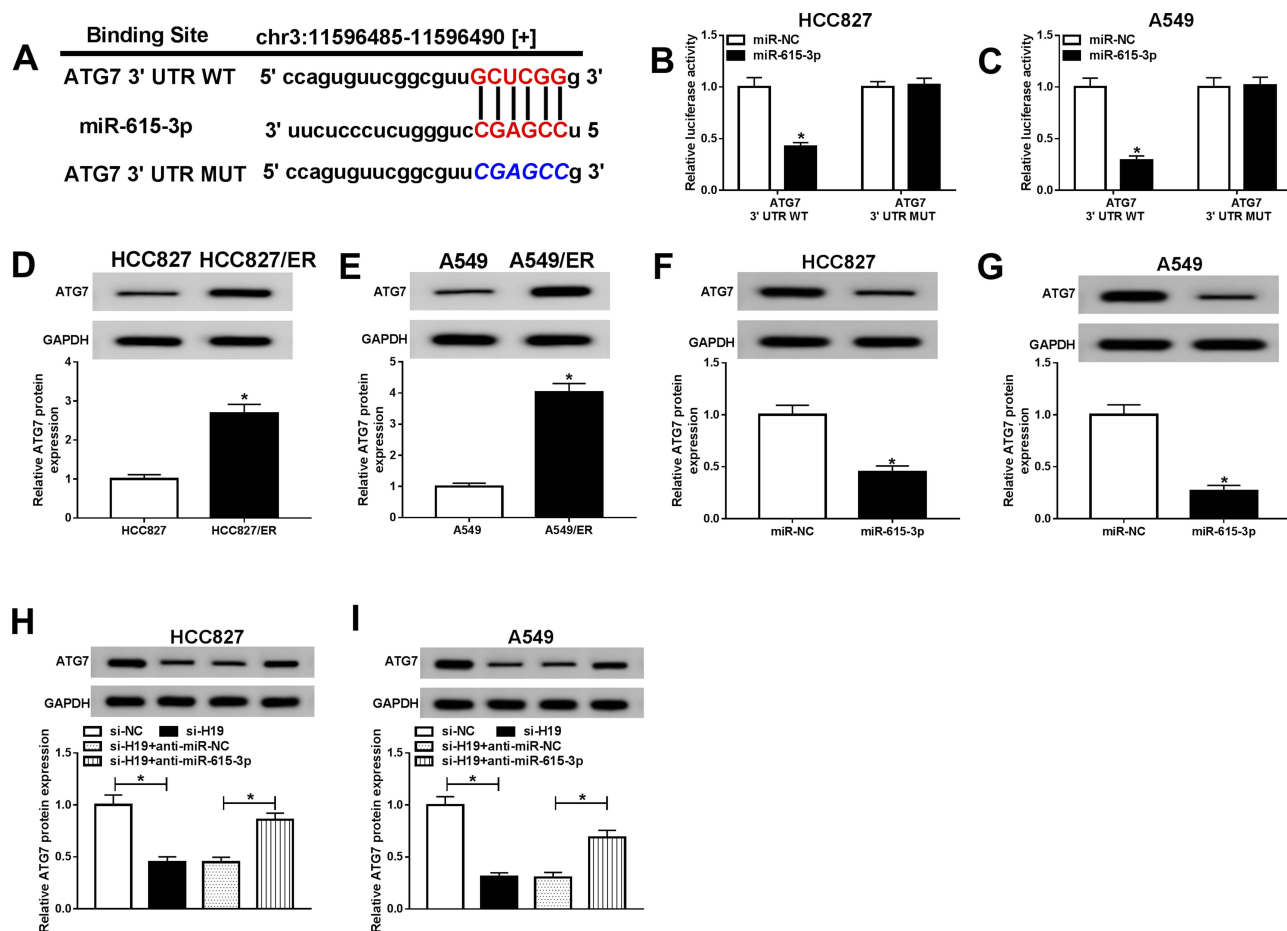 A
Binding Site chr3:11596485-11596490 [+]
ATG7 3' UTR WT 5' ccaguguucggcguuGCUCGGg 3'
miR-615-3p 3' uucucccucugggucCGAGCCu 5
ATG7 3' UTR MUT 5' ccaguguucggcguuCGAGCCg 3'
B
HCC827
miR-NC
miR-615-3p
Relative luciferase activity
1.5
1.0
0.5
0.0
*
ATG7
3' UTR WT
ATG7
3' UTR MUT
C
A549
miR-NC
miR-615-3p
Relative luciferase activity
1.5
1.0
0.5
0.0
*
ATG7
3' UTR WT
ATG7
3' UTR MUT
D
HCC827 HCC827/ER
ATG7
GAPDH
Relative ATG7 protein
expression
4
3
2
1
0
*
HCC827 HCC827/ER
E
A549 A549/ER
ATG7
GAPDH
Relative ATG7 protein
expression
5
4
3
2
1
0
*
A549 A549/ER
F
HCC827
ATG7
GAPDH
Relative ATG7 protein
expression
1.5
1.0
0.5
0.0
*
miR-NC miR-615-3p
G
A549
ATG7
GAPDH
Relative ATG7 protein
expression
1.5
1.0
0.5
0.0
*
miR-NC miR-615-3p
H
HCC827
ATG7
GAPDH
si-NC si-H19
si-H19+anti-miR-NC
si-H19+anti-miR-615-3p
Relative ATG7 protein expression
1.5
1.0
0.5
0.0
*
*
I
A549
ATG7
GAPDH
si-NC si-H19
si-H19+anti-miR-NC
si-H19+anti-miR-615-3p
Relative ATG7 protein expression
1.5
1.0
0.5
0.0
*
*